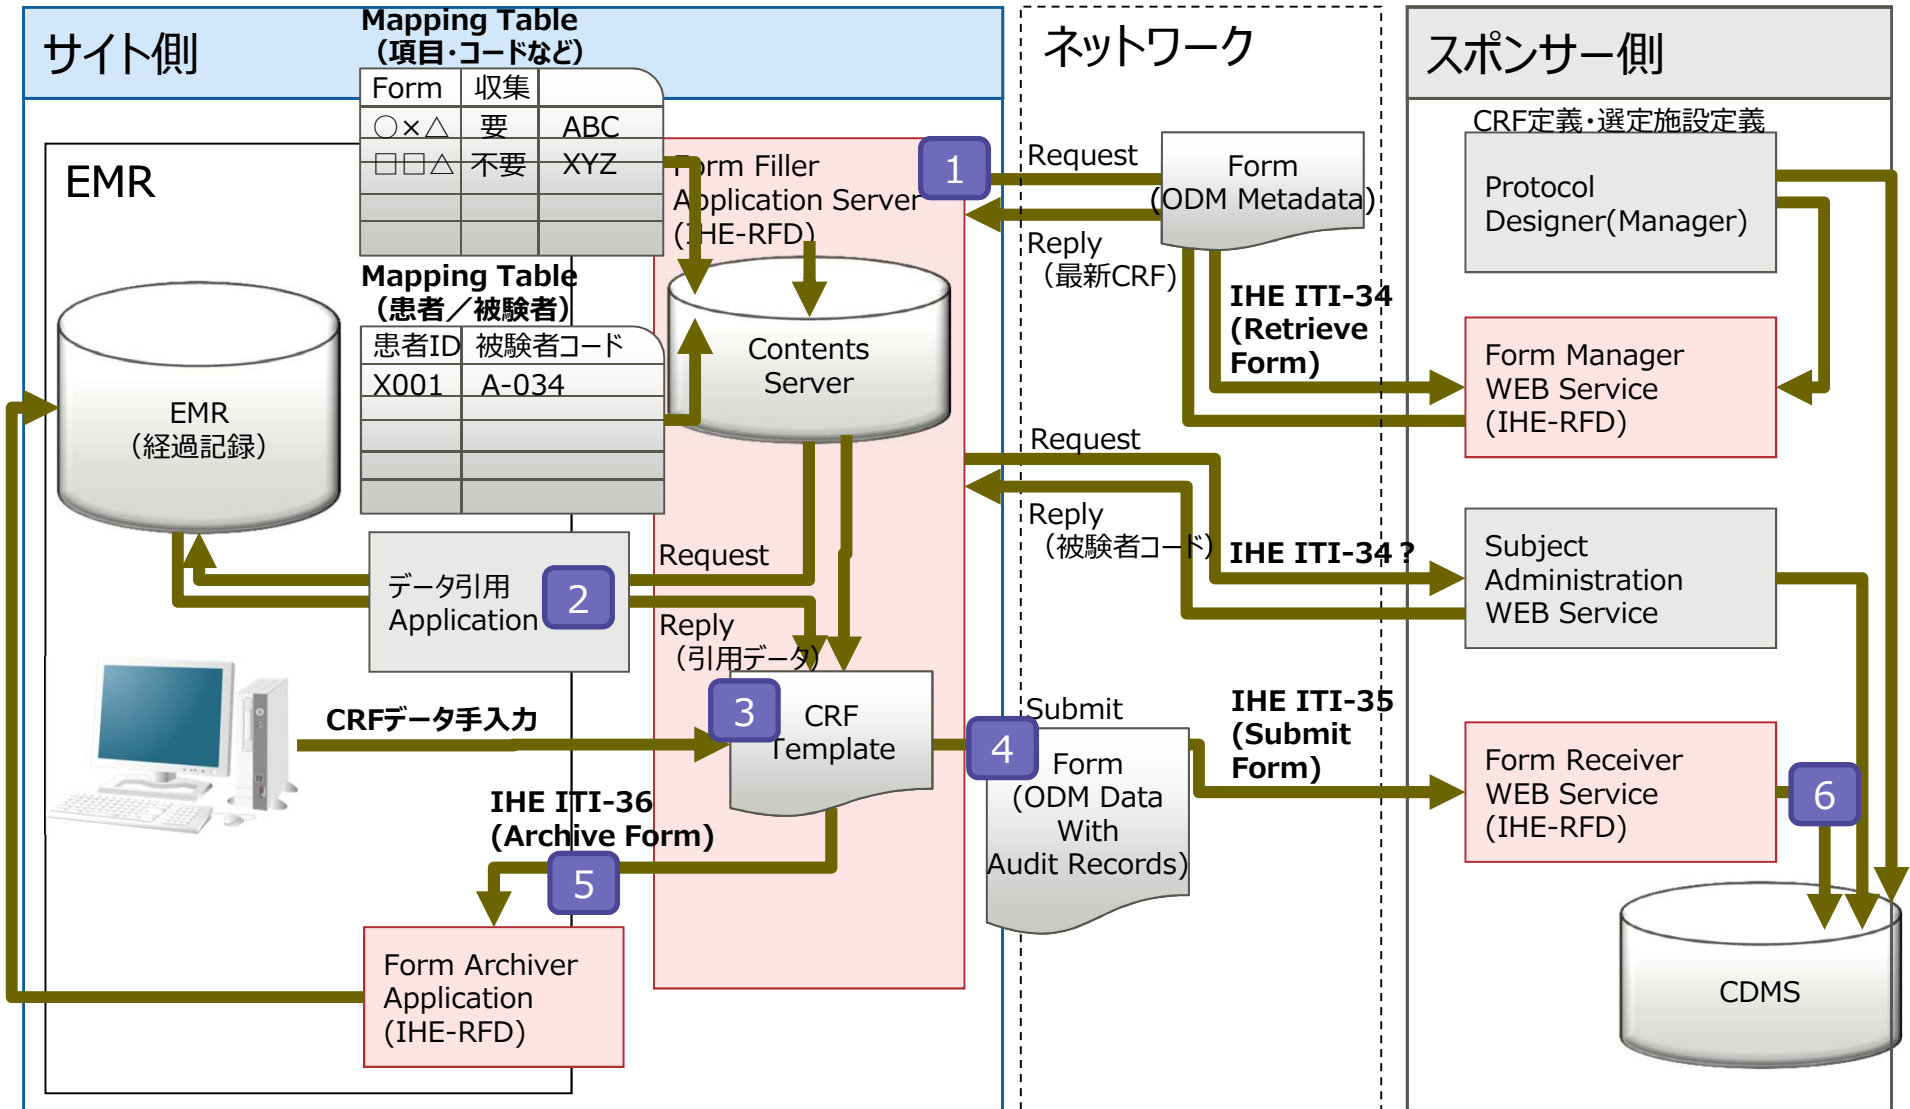 サイト側
Mapping Table
（項目・コードなど）
Form 収集
○×△ 要 ABC
□□△ 不要 XYZ
ネットワーク
スポンサー側
EMR
Form Filler
Application Server
(IHE-RFD)
1
Request
Form
(ODM Metadata)
Reply
（最新CRF)
CRF定義・選定施設定義
Protocol
Designer(Manager)
Mapping Table
（患者／被験者）
患者ID 被験者コード
X001 A-034
EMR
（経過記録）
Contents
Server
IHE ITI-34
(Retrieve
Form)
Form Manager
WEB Service
(IHE-RFD)
Request
Reply
（被験者コード）
IHE ITI-34？
Subject
Administration
WEB Service
データ引用
Application
2
Request
Reply
（引用データ）
CRFデータ手入力
3
CRF
Template
4
Submit
Form
(ODM Data
With
Audit Records)
IHE ITI-35
(Submit
Form)
Form Receiver
WEB Service
(IHE-RFD)
6
IHE ITI-36
(Archive Form)
5
Form Archiver
Application
(IHE-RFD)
CDMS